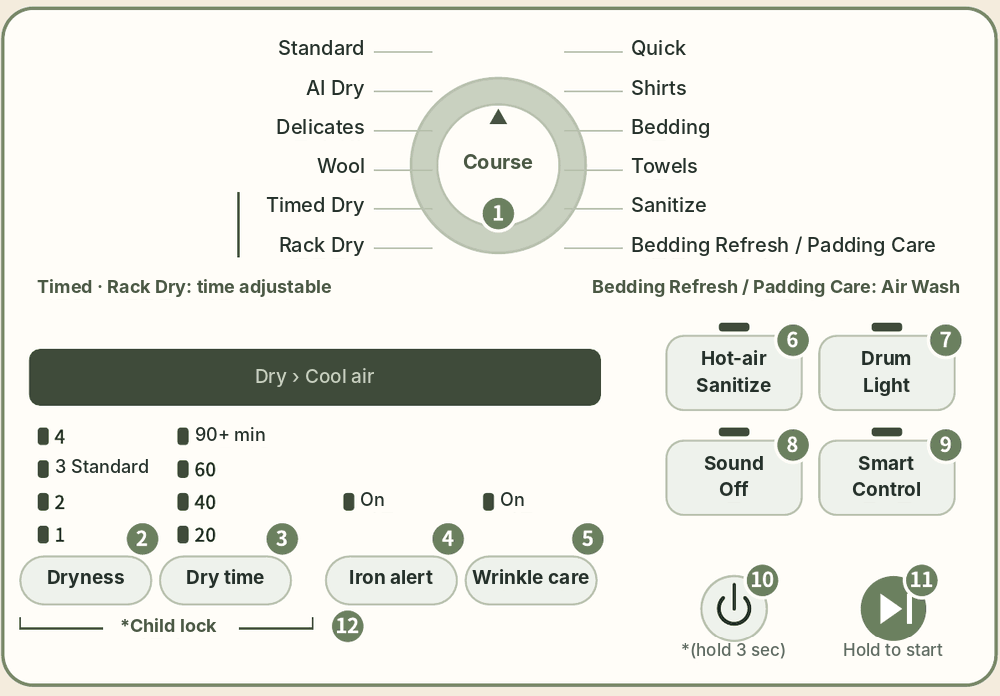 Standard
AI Dry
Delicates
Wool
Timed Dry
Rack Dry
Course
1
Quick
Shirts
Bedding
Towels
Sanitize
Bedding Refresh / Padding Care
Timed · Rack Dry: time adjustable
Bedding Refresh / Padding Care: Air Wash
Dry › Cool air
4
3 Standard
2
1
2
Dryness
90+ min
60
40
20
3
Dry time
On
4
Iron alert
On
5
Wrinkle care
*Child lock
12
6
Hot-air
Sanitize
7
Drum
Light
8
Sound
Off
9
Smart
Control
10
*(hold 3 sec)
11
Hold to start